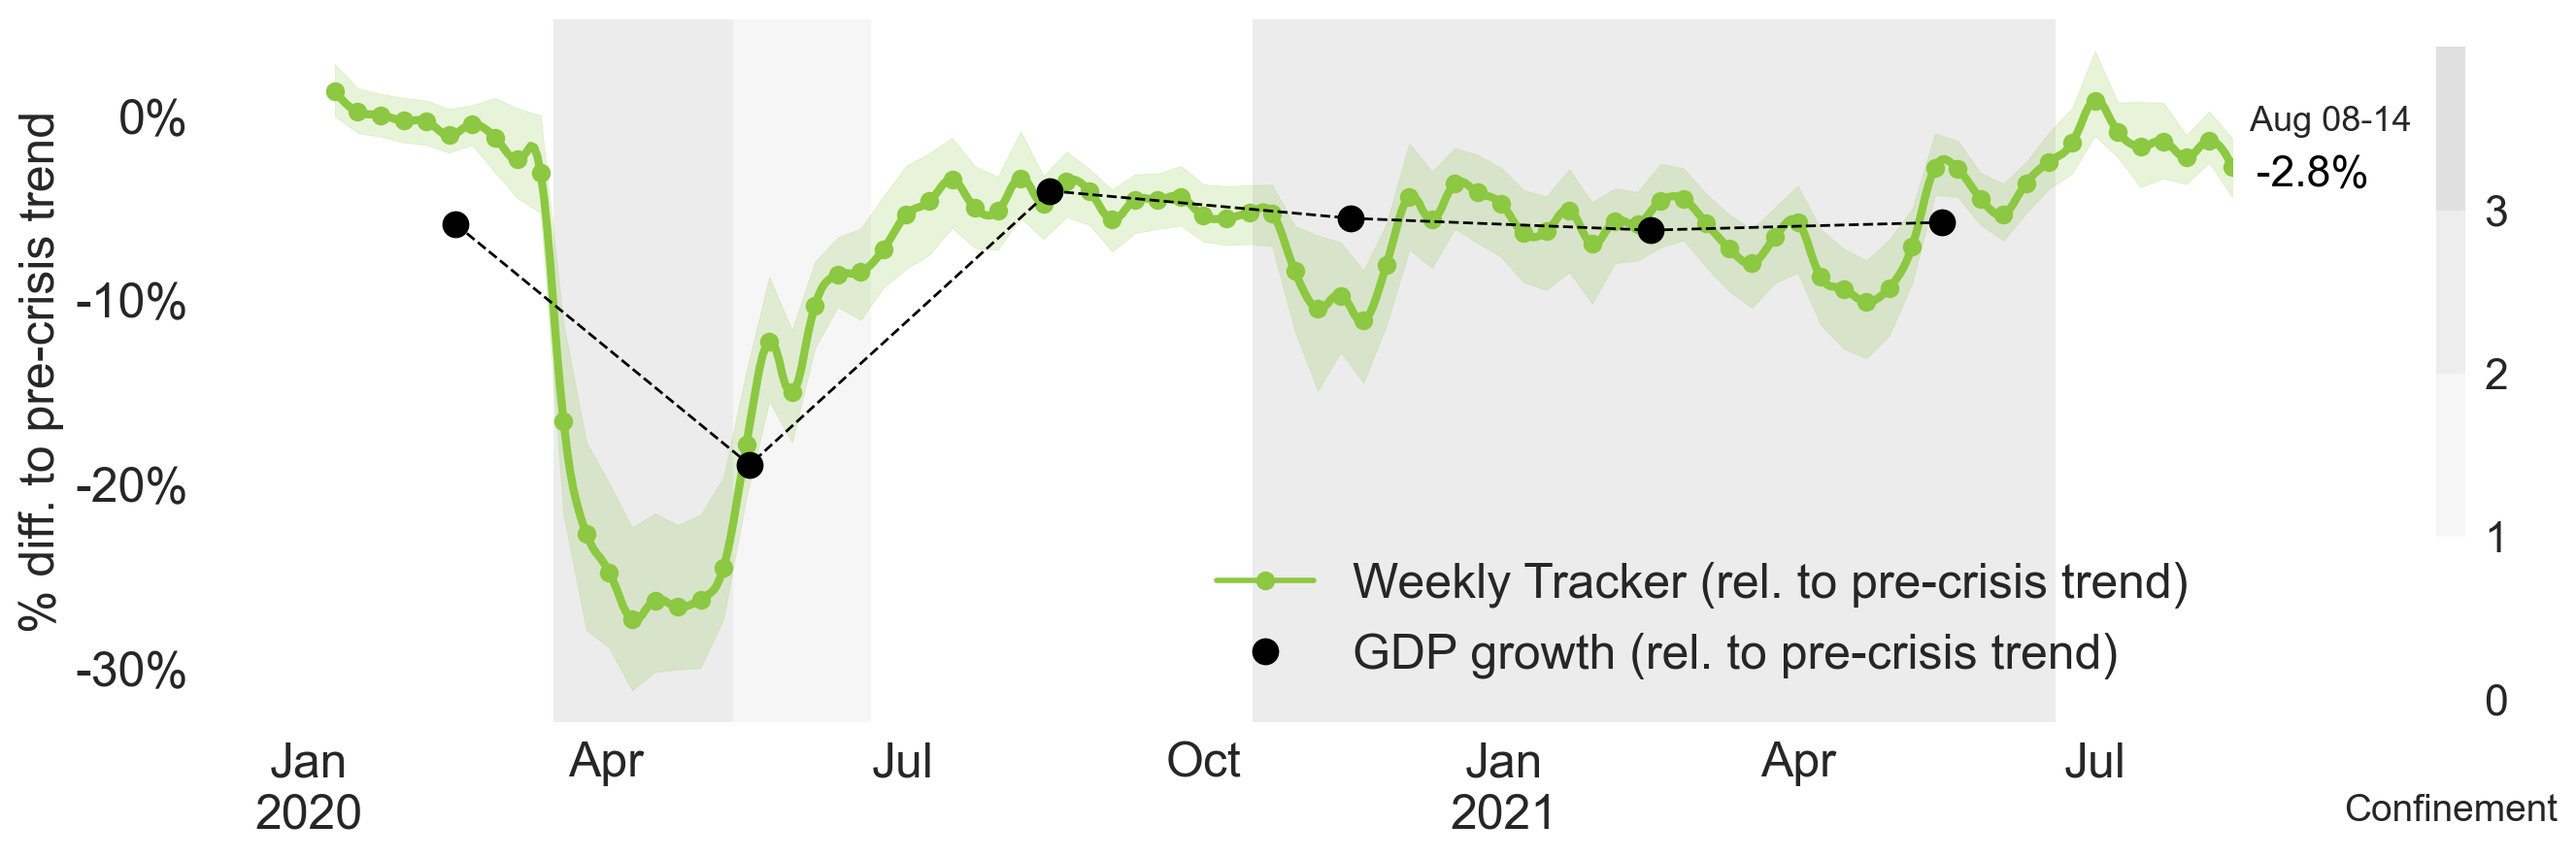 % diff. to pre-crisis trend
0%
-10%
-20%
-30%
Aug 08-14
-2.8%
Weekly Tracker (rel. to pre-crisis trend)
GDP growth (rel. to pre-crisis trend)
Jan Apr Jul Oct Jan Apr Jul
2020 2021
3
2
1
0
Confinement